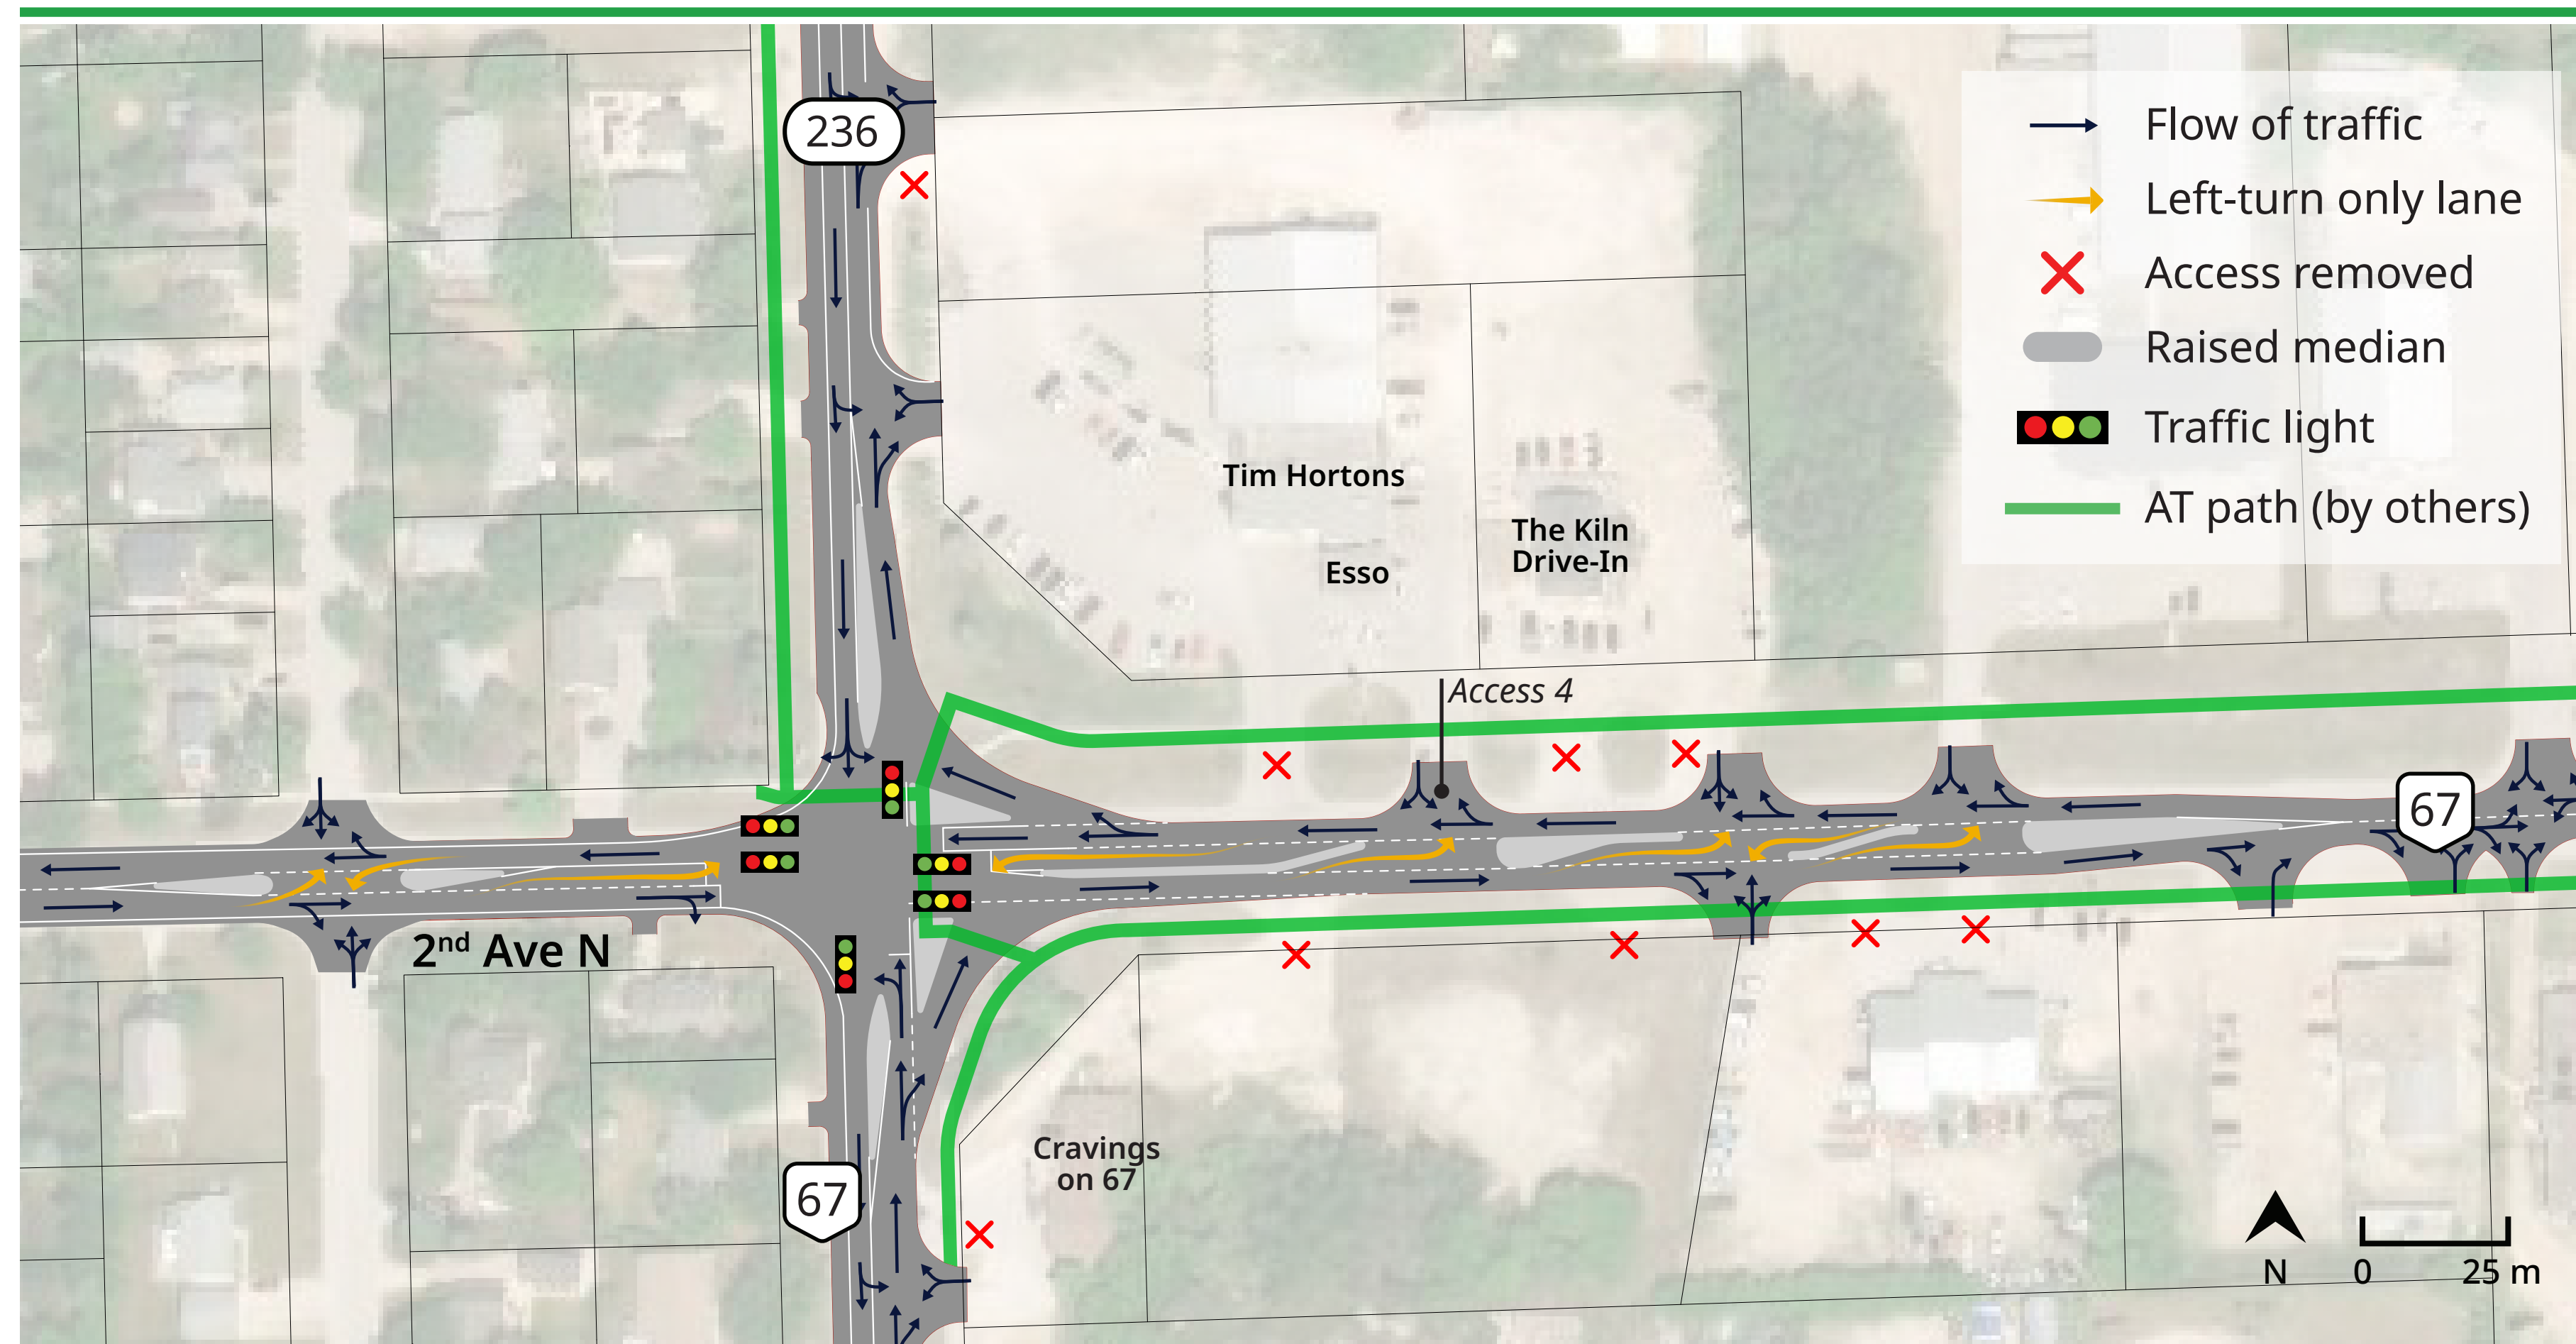 236
Flow of traffic
Left-turn only lane
Access removed
Raised median
Traffic light
AT path (by others)
Tim Hortons
The Kiln
Drive-In
Esso
Access 4
67
2nd Ave N
Cravings
on 67
67
N
0
25 m